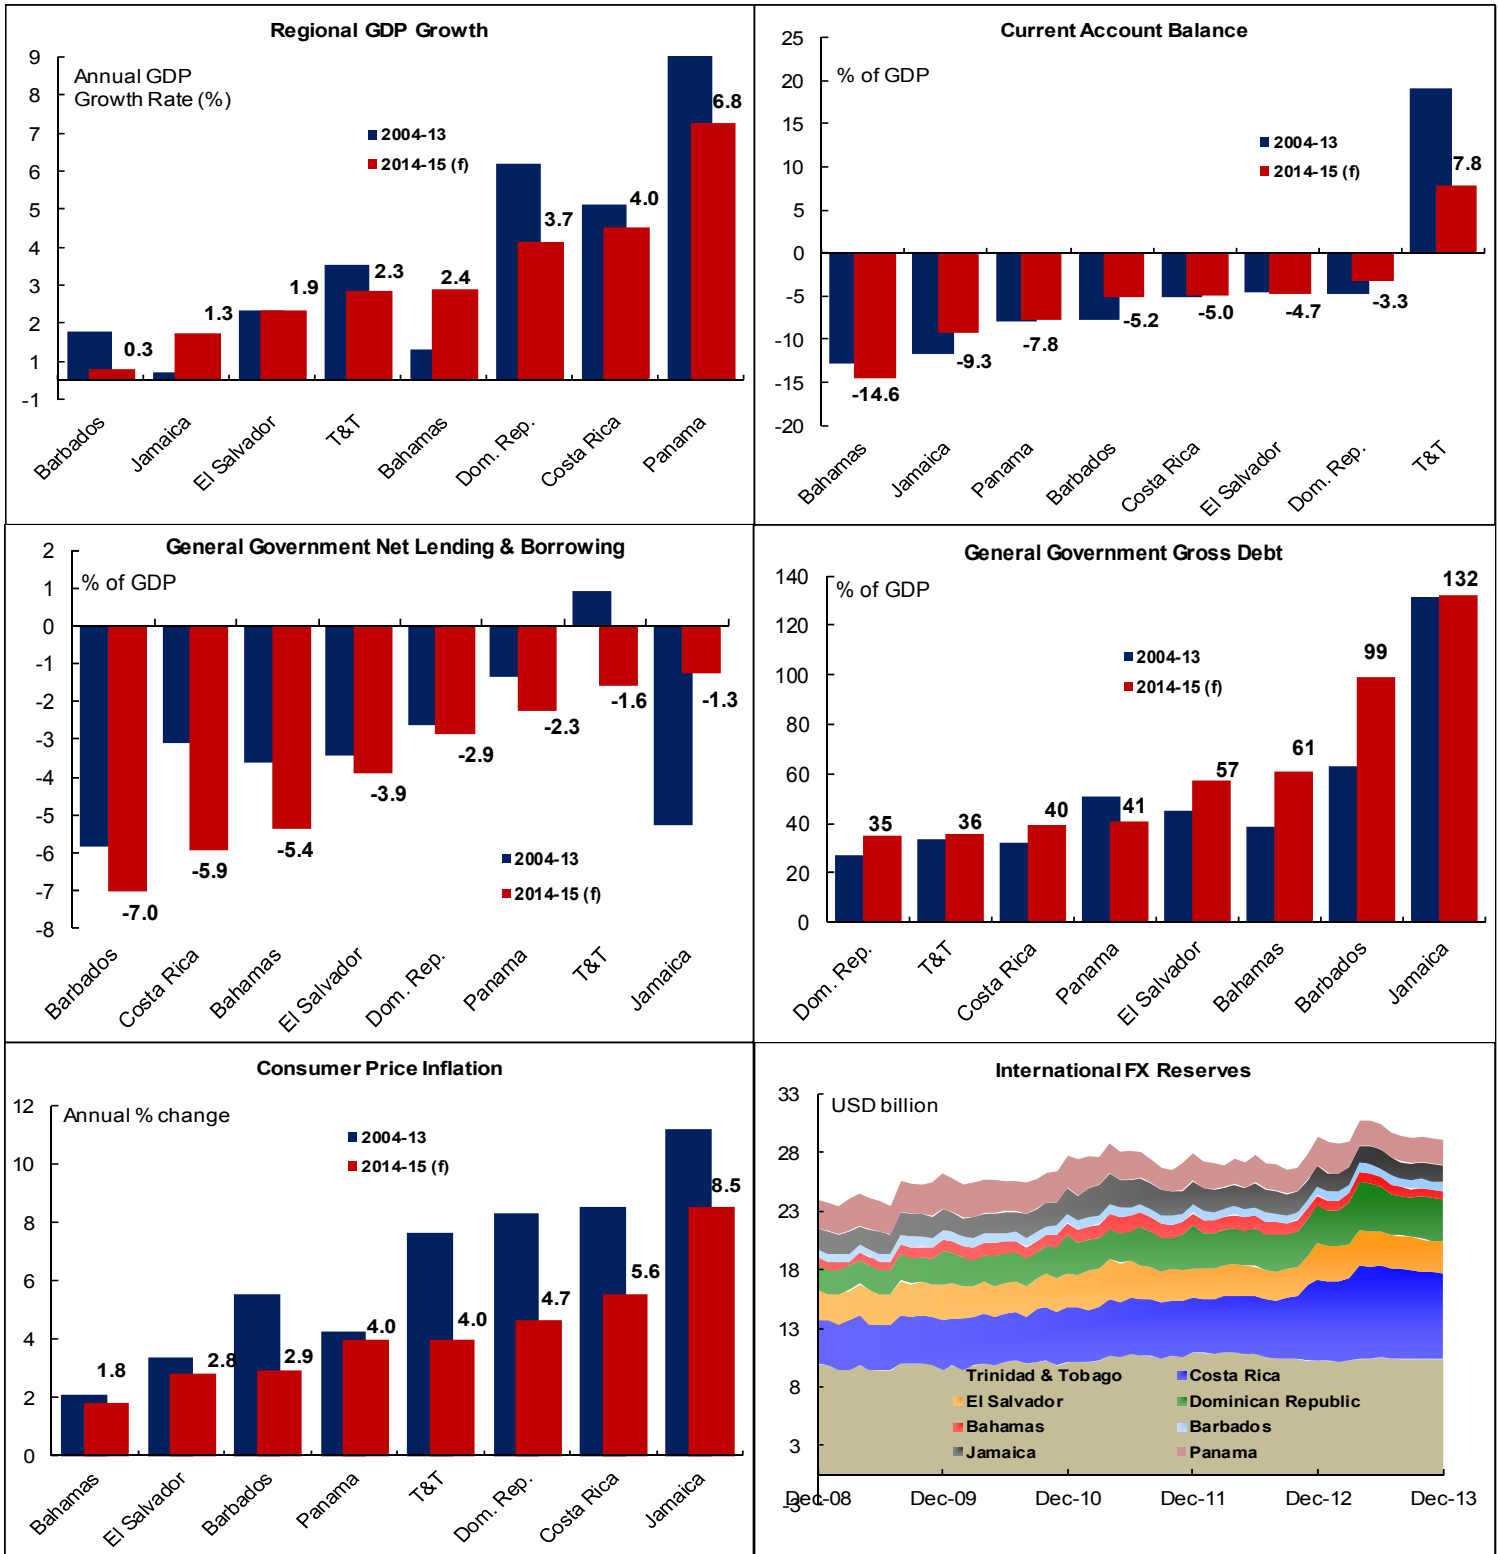 Regional GDP Growth
Annual GDP
Growth Rate (%)
2004-13
2014-15 (f)
9
8
7
6
5
4
3
2
1
-1
0.3
1.3
1.9
2.3
2.4
3.7
4.0
6.8
Barbados
Jamaica
El Salvador
T&T
Bahamas
Dom. Rep.
Costa Rica
Panama
Current Account Balance
% of GDP
2004-13
2014-15 (f)
25
20
15
10
5
0
-5
-10
-15
-20
-14.6
-9.3
-7.8
-5.2
-5.0
-4.7
-3.3
7.8
Bahamas
Jamaica
Panama
Barbados
Costa Rica
El Salvador
Dom. Rep.
T&T
General Government Net Lending & Borrowing
% of GDP
2
1
0
-1
-2
-3
-4
-5
-6
-7
-8
-7.0
-5.9
-5.4
-3.9
-2.9
-2.3
-1.6
-1.3
2004-13
2014-15 (f)
Barbados
Costa Rica
Bahamas
El Salvador
Dom. Rep.
Panama
T&T
Jamaica
General Government Gross Debt
% of GDP
2004-13
2014-15 (f)
140
120
100
80
60
40
20
0
35
36
40
41
57
61
99
132
Dom. Rep.
T&T
Costa Rica
Panama
El Salvador
Bahamas
Barbados
Jamaica
Consumer Price Inflation
Annual % change
2004-13
2014-15 (f)
12
10
8
6
4
2
0
1.8
2.8
2.9
4.0
4.0
4.7
5.6
8.5
Bahamas
El Salvador
Barbados
Panama
T&T
Dom. Rep.
Costa Rica
Jamaica
International FX Reserves
USD billion
33
28
23
18
13
8
3
-3
Trinidad & Tobago
Costa Rica
El Salvador
Dominican Republic
Bahamas
Barbados
Jamaica
Panama
Dec-08
Dec-09
Dec-10
Dec-11
Dec-12
Dec-13